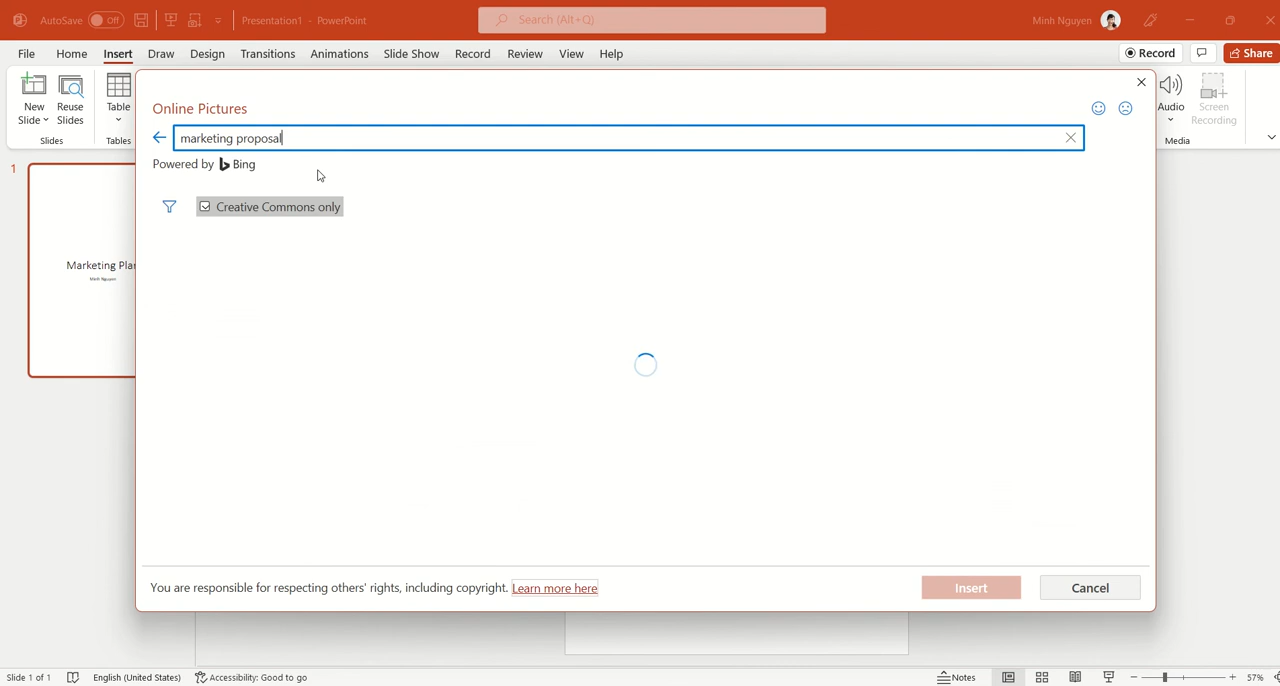 AutoSave Off Presentation1 - PowerPoint Search (Alt+Q) Minh Nguyen
File Home Insert Draw Design Transitions Animations Slide Show Record Review View Help Record Share
New Slide
Reuse Slides
Table
Audio
Screen Recording
Slides Tables Media
Online Pictures
marketing proposal
Powered by Bing
Creative Commons only
1
Marketing Plan
Minh Nguyen
You are responsible for respecting others' rights, including copyright. Learn more here
Insert Cancel
Slide 1 of 1 English (United States) Accessibility: Good to go Notes 57%